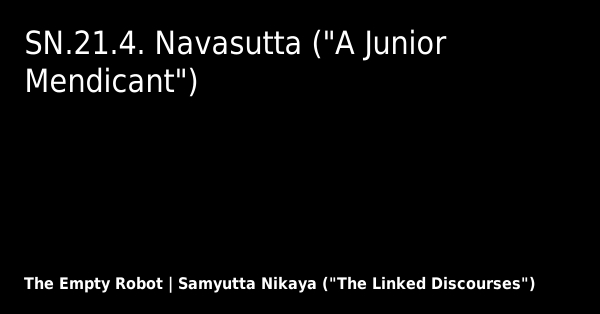 SN.21.4. Navasutta ("A Junior
Mendicant")
The Empty Robot | Samyutta Nikaya ("The Linked Discourses")